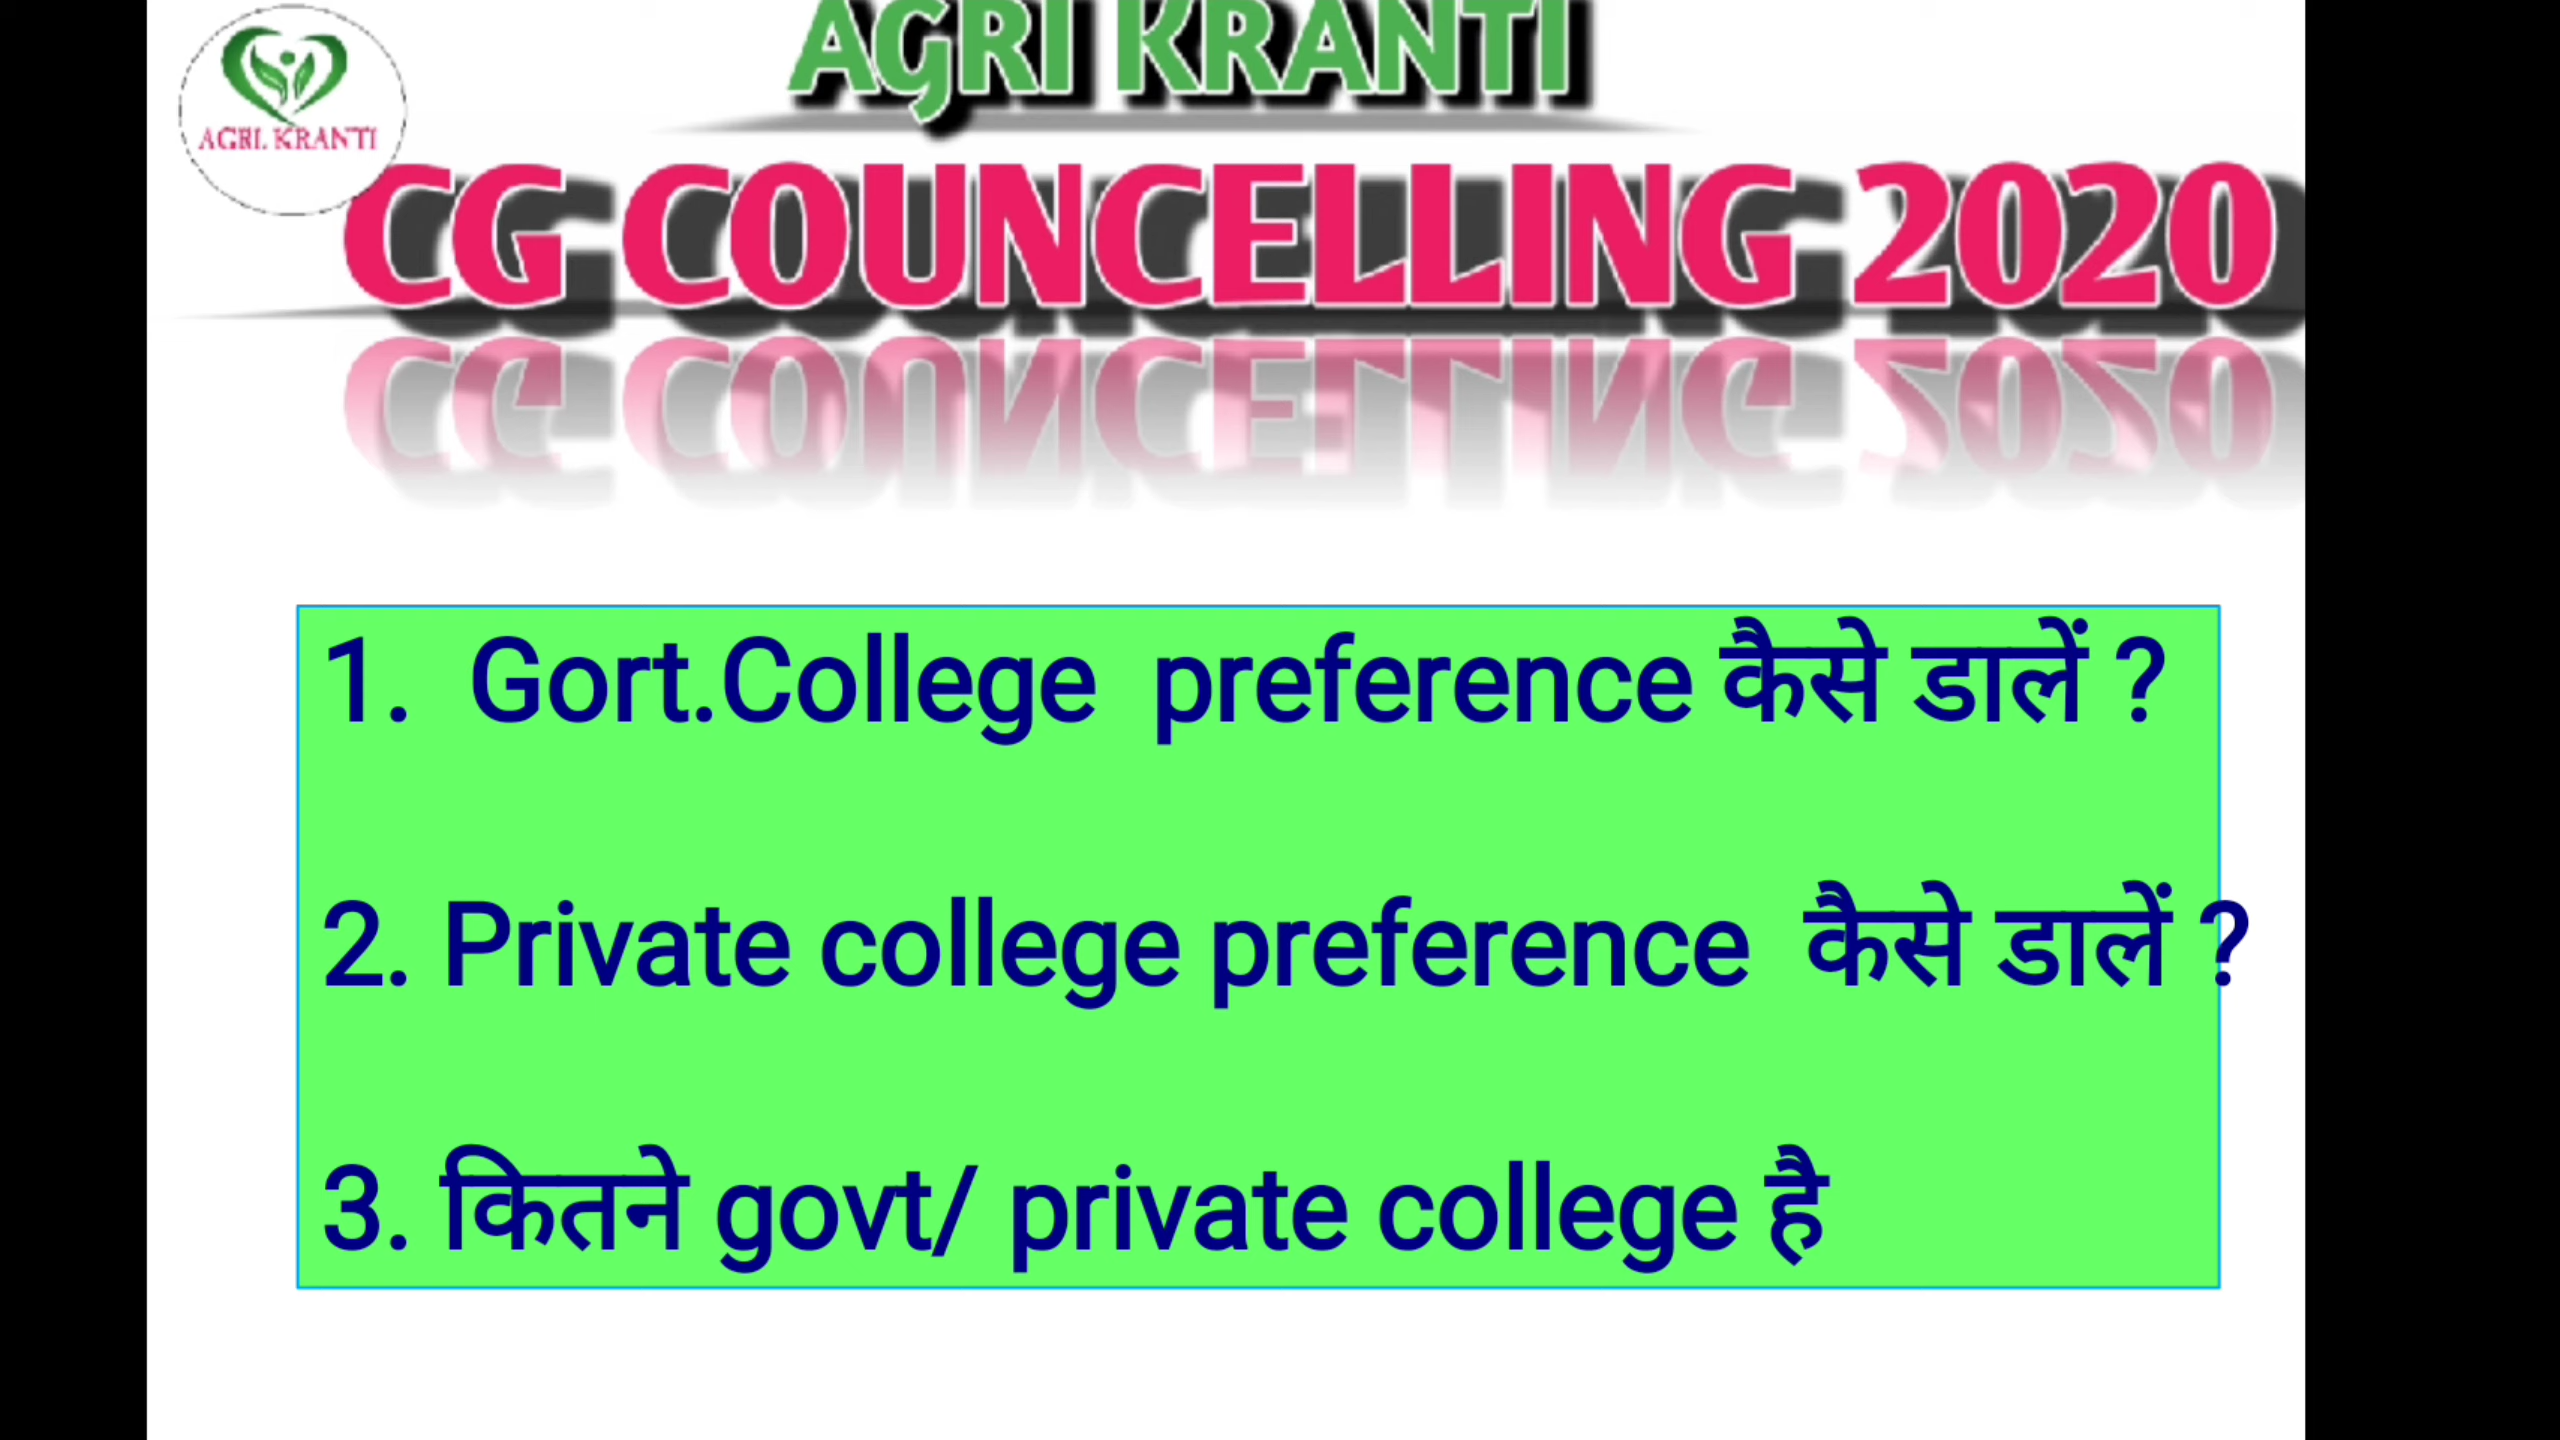 AGRI KRANTI
AGRI. KRANTI
CG COUNCELLING 2020
1. Gort.College preference कैसे डालें ?
2. Private college preference कैसे डालें ?
3. कितने govt/ private college है